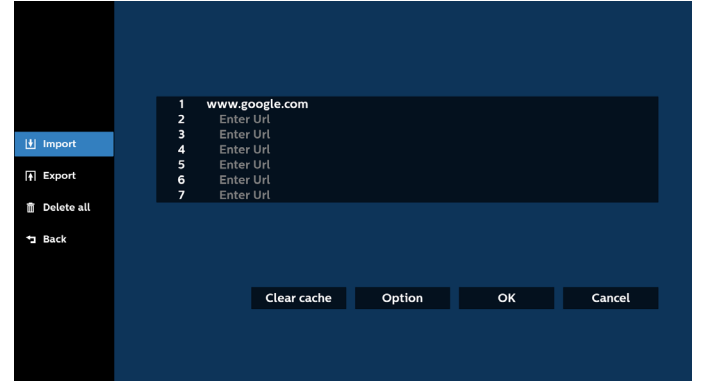 Import
Export
Delete all
Back
1 www.google.com
2 Enter Url
3 Enter Url
4 Enter Url
5 Enter Url
6 Enter Url
7 Enter Url
Clear cache Option OK Cancel